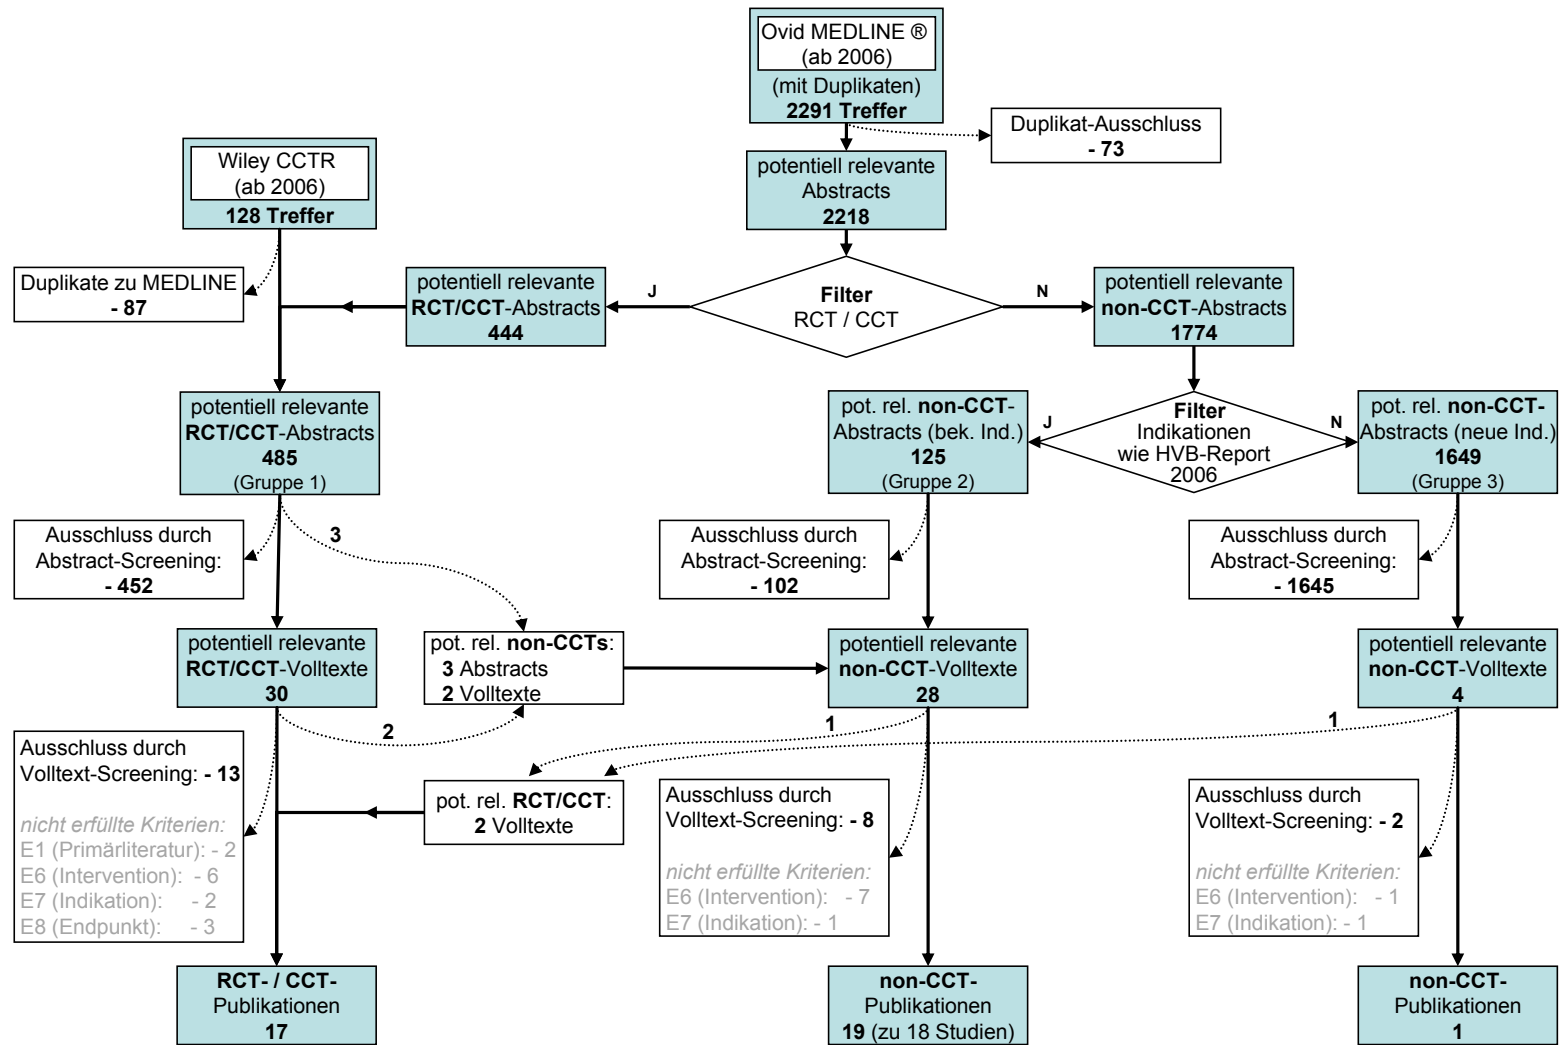 Ovid MEDLINE ®
(ab 2006)
(mit Duplikaten)
2291 Treffer
Duplikat-Ausschluss
- 73
Wiley CCTR
(ab 2006)
128 Treffer
potentiell relevante
Abstracts
2218
Duplikate zu MEDLINE
- 87
potentiell relevante
RCT/CCT-Abstracts
444
J
Filter
RCT / CCT
N
potentiell relevante
non-CCT-Abstracts
1774
potentiell relevante
RCT/CCT-Abstracts
485
(Gruppe 1)
pot. rel. non-CCT-
Abstracts (bek. Ind.)
125
(Gruppe 2)
J
Filter
Indikationen
wie HVB-Report
2006
N
pot. rel. non-CCT-
Abstracts (neue Ind.)
1649
(Gruppe 3)
Ausschluss durch
Abstract-Screening:
- 452
3
Ausschluss durch
Abstract-Screening:
- 102
Ausschluss durch
Abstract-Screening:
- 1645
potentiell relevante
RCT/CCT-Volltexte
30
pot. rel. non-CCTs:
3 Abstracts
2 Volltexte
potentiell relevante
non-CCT-Volltexte
28
potentiell relevante
non-CCT-Volltexte
4
2
1
1
Ausschluss durch
Volltext-Screening: - 13
nicht erfüllte Kriterien:
E1 (Primärliteratur): - 2
E6 (Intervention): - 6
E7 (Indikation): - 2
E8 (Endpunkt): - 3
pot. rel. RCT/CCT:
2 Volltexte
Ausschluss durch
Volltext-Screening: - 8
nicht erfüllte Kriterien:
E6 (Intervention): - 7
E7 (Indikation): - 1
Ausschluss durch
Volltext-Screening: - 2
nicht erfüllte Kriterien:
E6 (Intervention): - 1
E7 (Indikation): - 1
RCT- / CCT-
Publikationen
17
non-CCT-
Publikationen
19 (zu 18 Studien)
non-CCT-
Publikationen
1